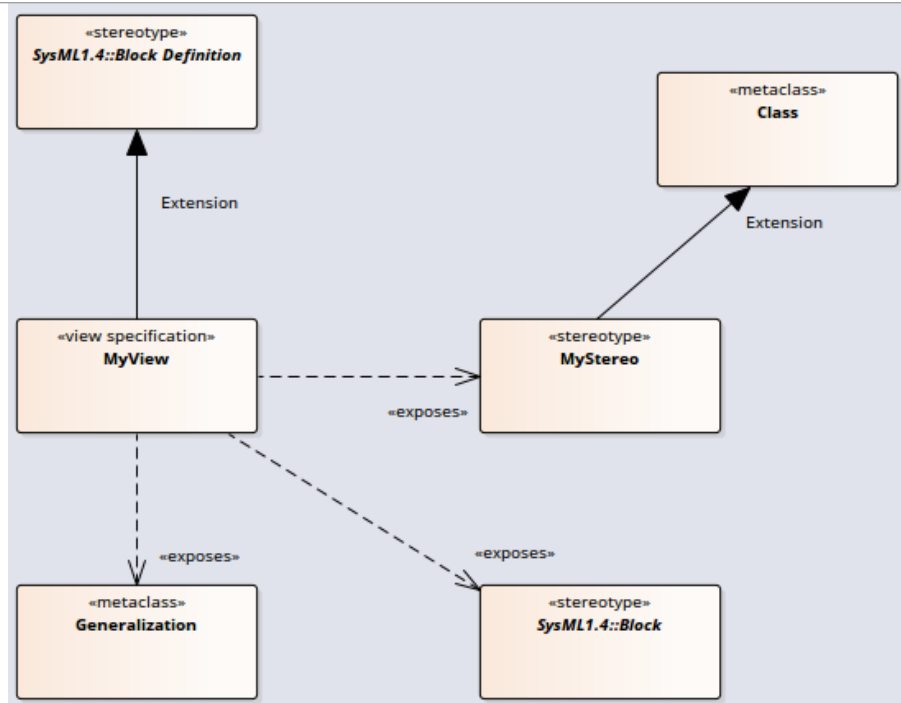 «stereotype»
SysML1.4::Block Definition
«metaclass»
Class
Extension
Extension
«view specification»
MyView
«stereotype»
MyStereo
«exposes»
«exposes»
«exposes»
«metaclass»
Generalization
«stereotype»
SysML1.4::Block